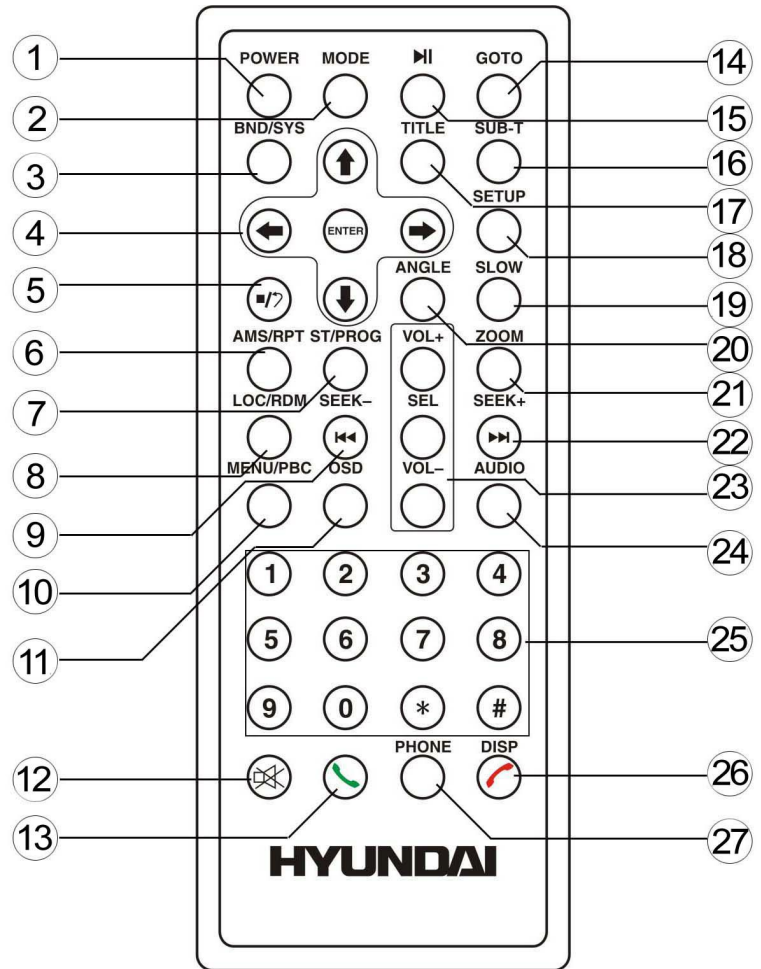 1 POWER MODE GOTO 14
2 15
BND/SYS TITLE SUB-T
3 16
SETUP 17
4 ENTER 18
5 ANGLE SLOW 19
6 AMS/RPT ST/PROG VOL+ ZOOM 20
7 21
LOC/RDM SEEK– SEL SEEK+
8 22
MENU/PBC OSD VOL– AUDIO 23
9 24
10 1 2 3 4
11 5 6 7 8 25
9 0 * #
PHONE DISP
12 26
13 27
HYUNDAI